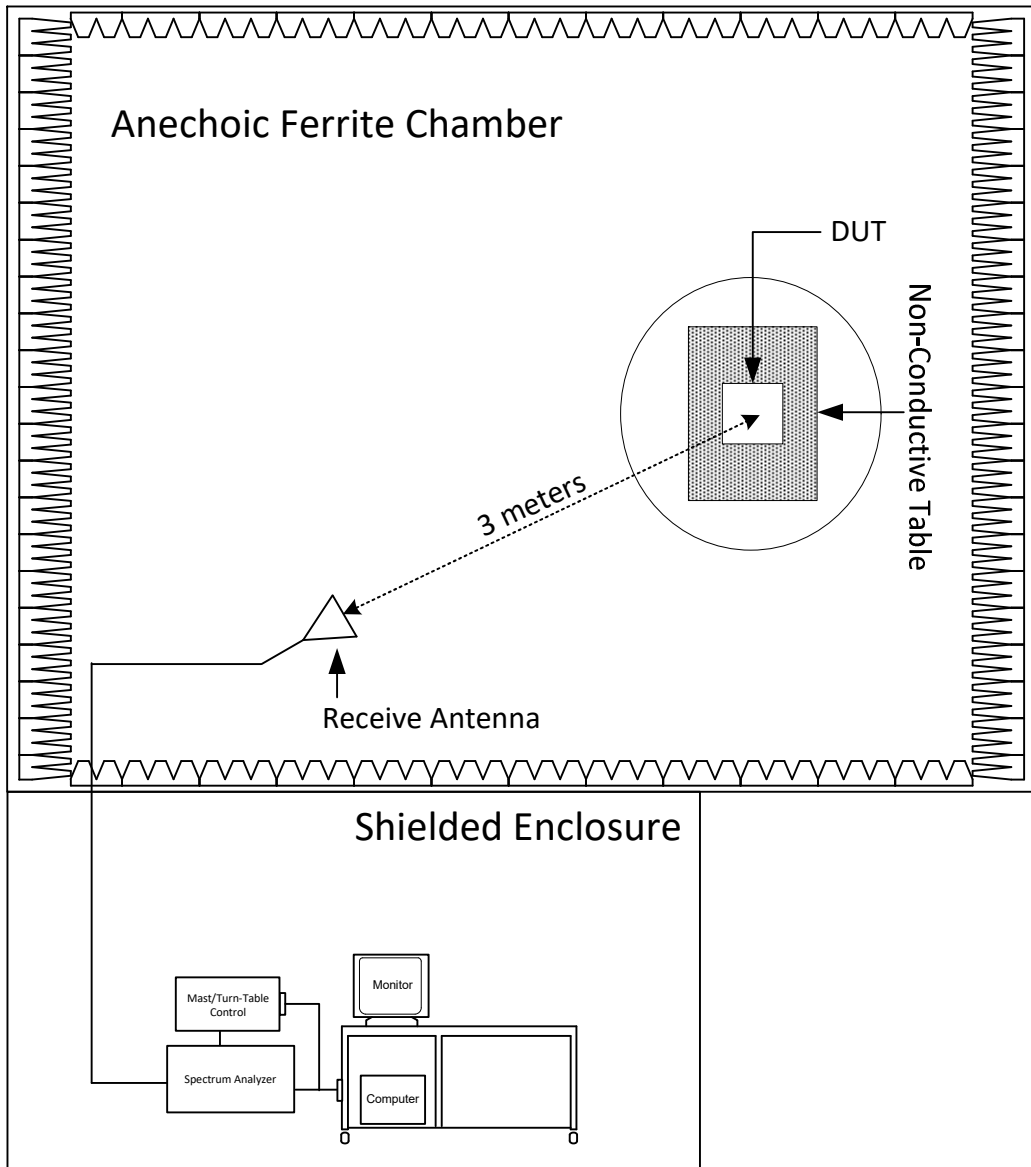 Anechoic Ferrite Chamber
DUT
Non-Conductive Table
3 meters
Receive Antenna
Shielded Enclosure
Monitor
Mast/Turn-Table
Control
Spectrum Analyzer
Computer